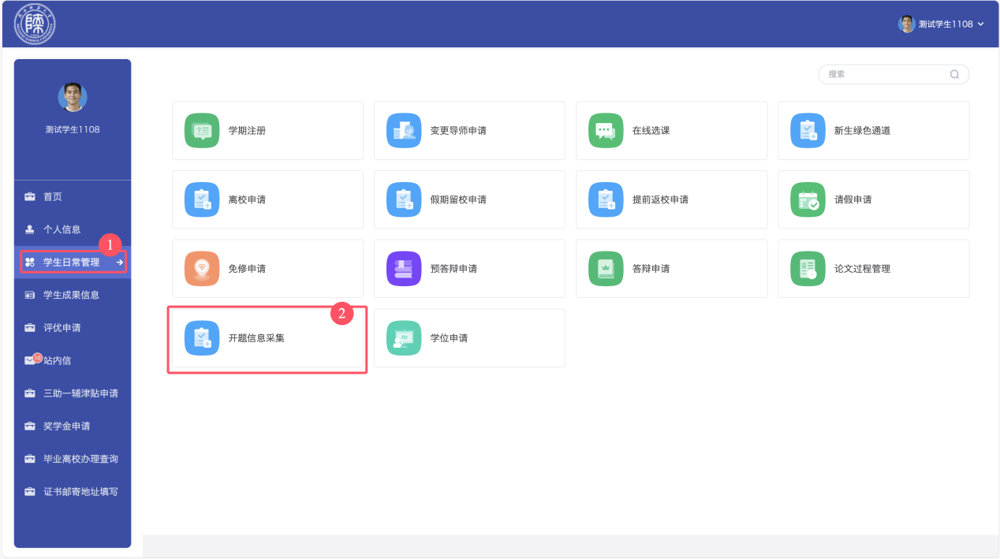 测试学生1108
测试学生1108
搜索
学期注册
变更导师申请
在线选课
新生绿色通道
离校申请
假期留校申请
提前返校申请
请假申请
免修申请
预答辩申请
答辩申请
论文过程管理
2
开题信息采集
学位申请
首页
个人信息
1
学生日常管理
学生成果信息
评优申请
10
站内信
三助一辅津贴申请
奖学金申请
毕业离校办理查询
证书邮寄地址填写